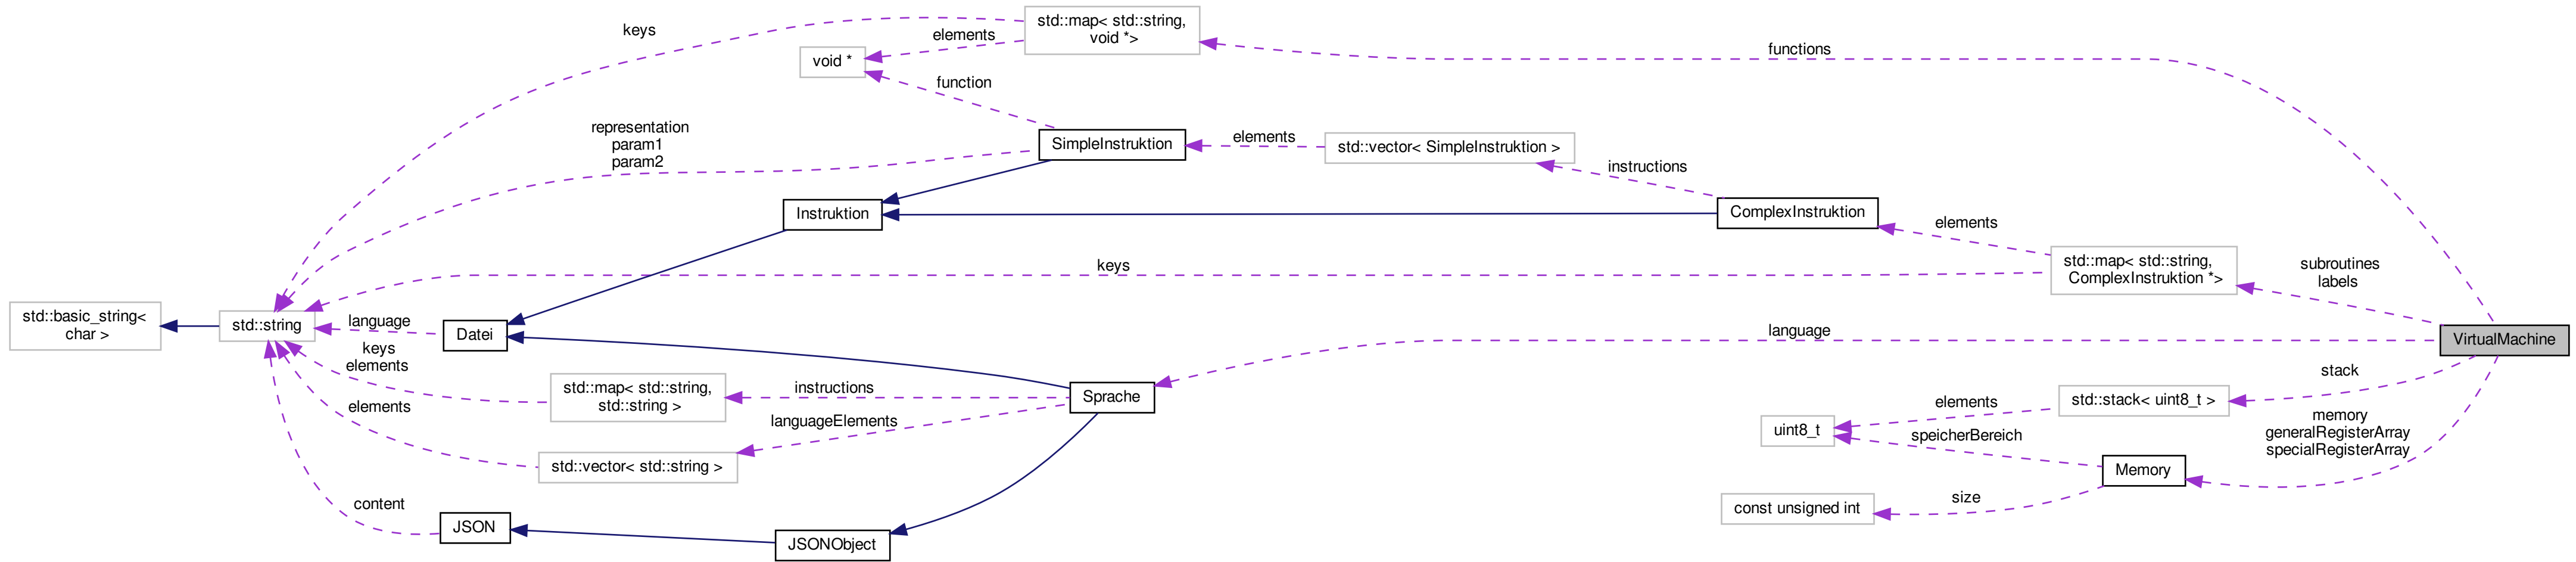 std::map< std::string,
void *>
keys
elements
functions
void *
function
representation
param1
param2
SimpleInstruktion
elements
std::vector< SimpleInstruktion >
instructions
Instruktion
ComplexInstruktion
elements
keys
std::map< std::string,
ComplexInstruktion *>
subroutines
labels
std::basic_string<
char >
std::string
language
Datei
language
VirtualMachine
keys
elements
std::map< std::string,
std::string >
instructions
Sprache
stack
std::stack< uint8_t >
elements
elements
languageElements
memory
generalRegisterArray
specialRegisterArray
uint8_t
speicherBereich
std::vector< std::string >
Memory
content
size
const unsigned int
JSON
JSONObject